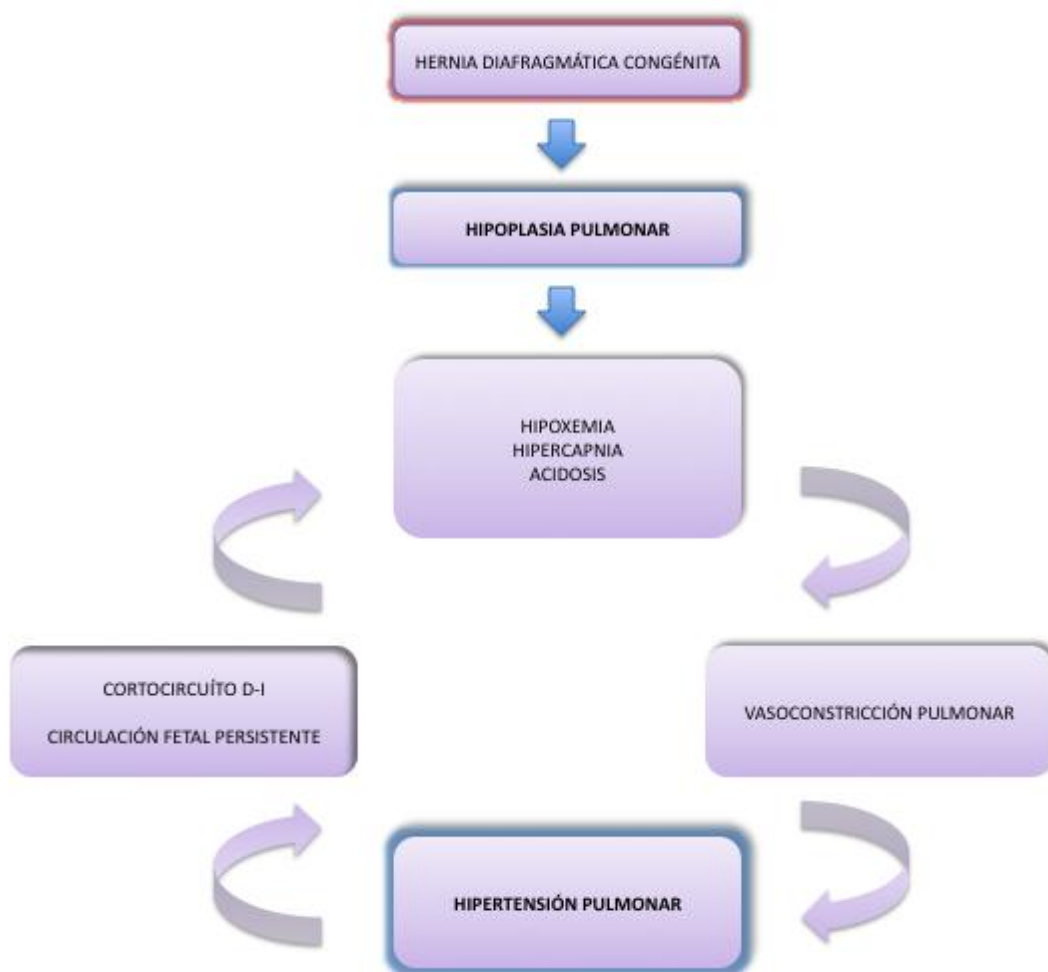 HERNIA DIAFRAGMÁTICA CONGÉNITA
HIPOPLASIA PULMONAR
HIPOXEMIA
HIPERCAPNIA
ACIDOSIS
CORTOCIRCUÍTO D-I
CIRCULACIÓN FETAL PERSISTENTE
VASOCONSTRICCIÓN PULMONAR
HIPERTENSIÓN PULMONAR